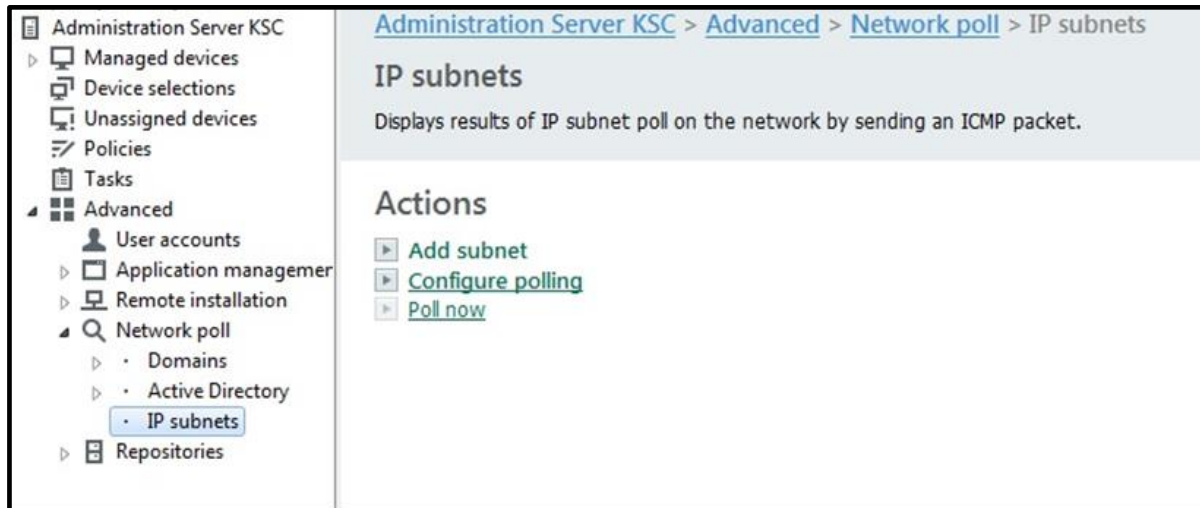 Administration Server KSC
Managed devices
Device selections
Unassigned devices
Policies
Tasks
Advanced
User accounts
Application managemer
Remote installation
Network poll
Domains
Active Directory
IP subnets
Repositories
Administration Server KSC > Advanced > Network poll > IP subnets
IP subnets
Displays results of IP subnet poll on the network by sending an ICMP packet.
Actions
Add subnet
Configure polling
Poll now